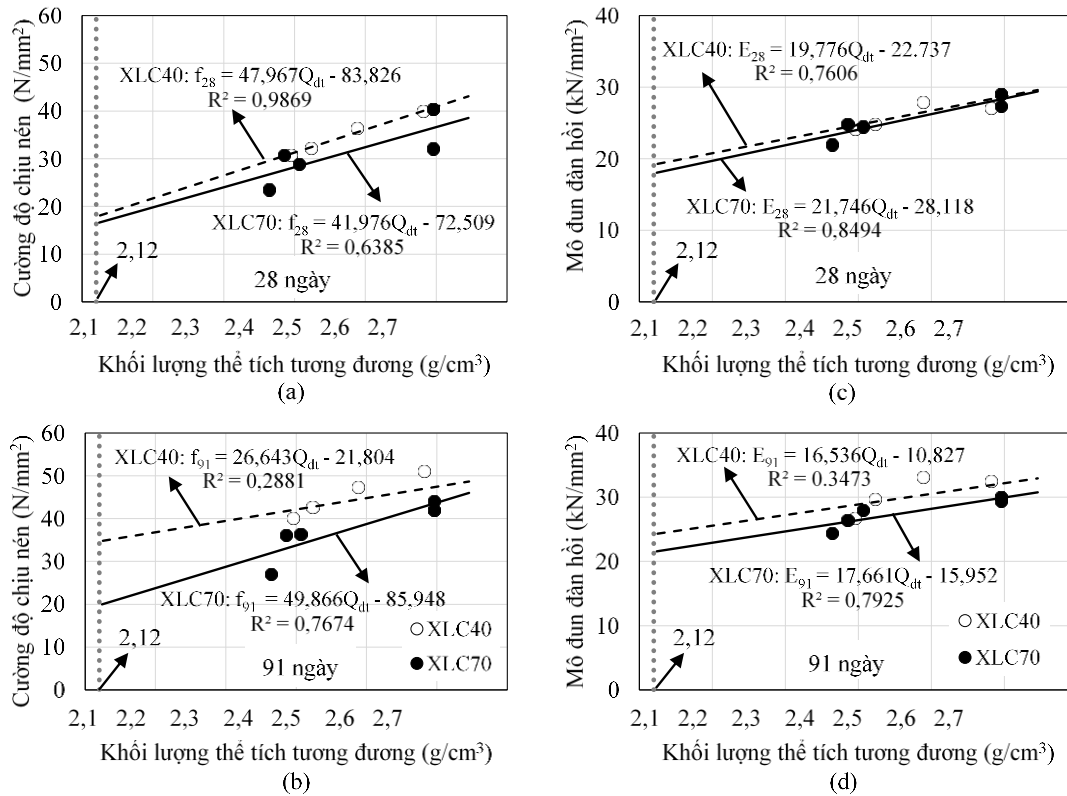 Cường độ chịu nén (N/mm²)
60
50
40
30
20
10
0
XLC40: f₂₈ = 47,967Q_dt - 83,826
R² = 0,9869
XLC70: f₂₈ = 41,976Q_dt - 72,509
R² = 0,6385
2,12
28 ngày
2,1 2,2 2,3 2,4 2,5 2,6 2,7
Khối lượng thể tích tương đương (g/cm³)
(a)
Mô đun đàn hồi (kN/mm²)
40
30
20
10
0
XLC40: E₂₈ = 19,776Q_dt - 22.737
R² = 0.7606
XLC70: E₂₈ = 21,746Q_dt - 28,118
R² = 0,8494
2,12
28 ngày
2,1 2,2 2,3 2,4 2,5 2,6 2,7
Khối lượng thể tích tương đương (g/cm³)
(c)
Cường độ chịu nén (N/mm²)
60
50
40
30
20
10
0
XLC40: f₉₁ = 26,643Q_dt - 21,804
R² = 0,2881
XLC70: f₉₁ = 49,866Q_dt - 85,948
R² = 0,7674
2,12
XLC40
XLC70
91 ngày
2,1 2,2 2,3 2,4 2,5 2,6 2,7
Khối lượng thể tích tương đương (g/cm³)
(b)
Mô đun đàn hồi (kN/mm²)
40
30
20
10
0
XLC40: E₉₁ = 16,536Q_dt - 10,827
R² = 0.3473
XLC70: E₉₁ = 17,661Q_dt - 15,952
R² = 0,7925
2,12
XLC40
XLC70
91 ngày
2,1 2,2 2,3 2,4 2,5 2,6 2,7
Khối lượng thể tích tương đương (g/cm³)
(d)